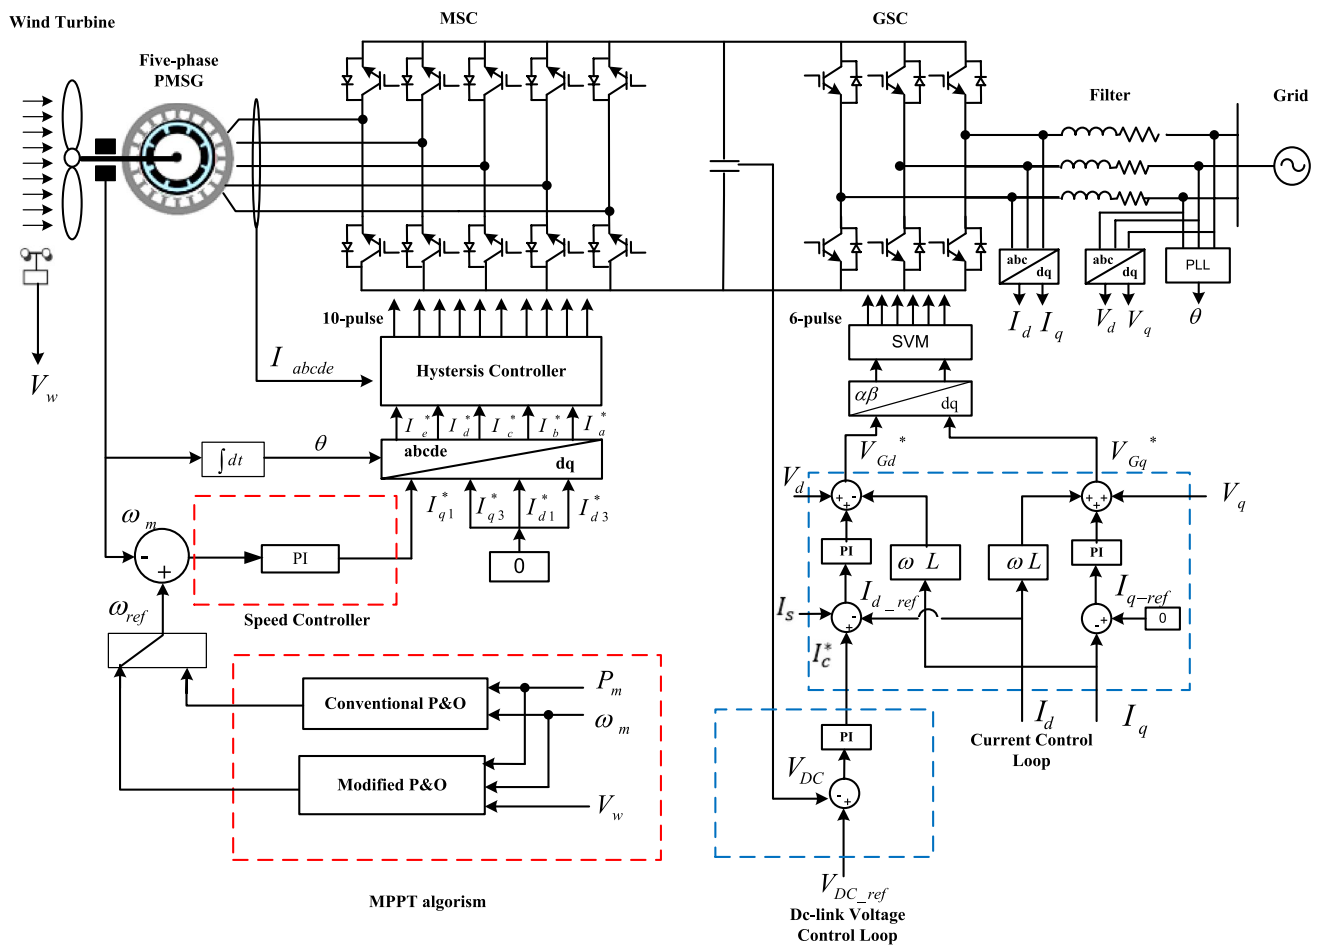 Wind Turbine
MSC
GSC
Five-phase
PMSG
Filter
Grid
abc
dq
abc
dq
PLL
I_d
I_q
V_d
V_q
θ
10-pulse
6-pulse
SVM
I_abcde
Hystersis Controller
V_w
αβ
dq
I_e^*
I_d^*
I_c^*
I_b^*
I_a^*
∫dt
θ
abcde
dq
V_Gd^*
V_Gq^*
I_q1^*
I_q3^*
I_d1^*
I_d3^*
V_d
+ -
+ +
+
V_q
ω_m
-
+
PI
0
PI
ω L
ω L
PI
ω_ref
Speed Controller
I_s
-
+
I_d_ref
I_q-ref
- +
0
I_c^*
Conventional P&O
P_m
ω_m
Modified P&O
V_w
PI
I_d
I_q
Current Control
Loop
V_DC
- +
V_DC_ref
MPPT algorism
Dc-link Voltage
Control Loop